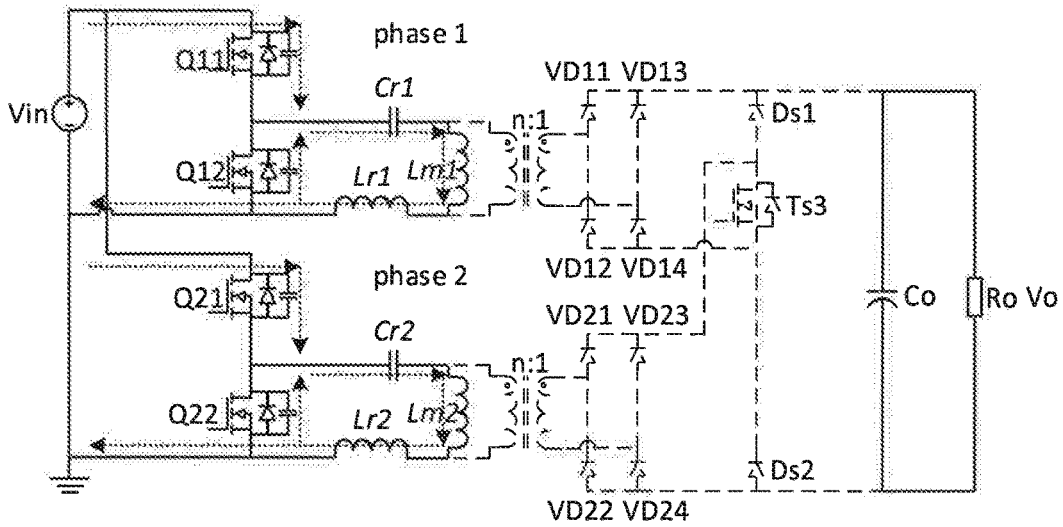 phase 1
Q11
VD11 VD13
Cr1
Ds1
Vin
n:1
Q12
Lr1
Lm1
Ts3
VD12 VD14
phase 2
Q21
VD21 VD23
Co
Ro Vo
Cr2
n:1
Q22
Lr2
Lm2
Ds2
VD22 VD24